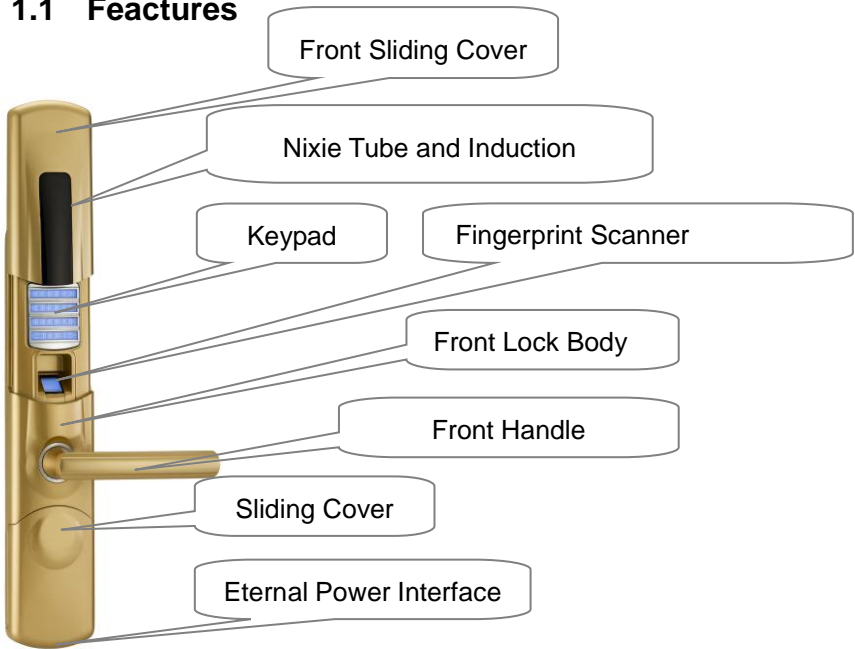 1.1 Feactures
Front Sliding Cover
Nixie Tube and Induction
Keypad
Fingerprint Scanner
Front Lock Body
Front Handle
Sliding Cover
Eternal Power Interface